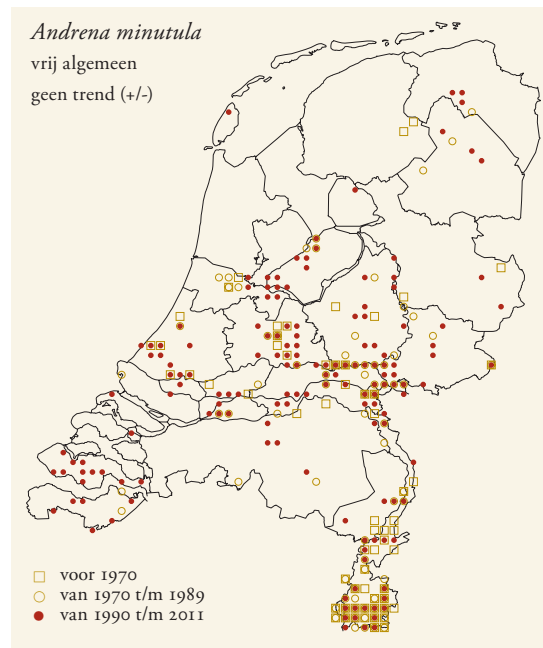 Andrena minutula
vrij algemeen
geen trend (+/-)
voor 1970
van 1970 t/m 1989
van 1990 t/m 2011